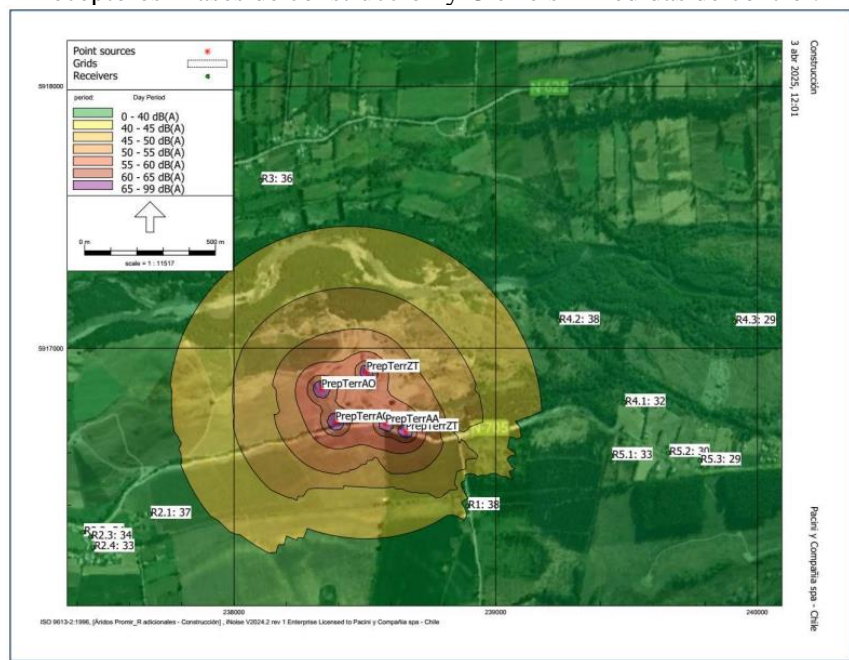 Point sources
Grids
Receivers
period:
Day Period
0 - 40 dB(A)
40 - 45 dB(A)
45 - 50 dB(A)
50 - 55 dB(A)
55 - 60 dB(A)
60 - 65 dB(A)
65 - 99 dB(A)
0 m
500 m
scale = 1 : 11517
Construcción
3 abr 2025, 12:01
5918000
R3: 36
R4.2: 38
R4.3: 29
5917000
PrepTerrZT
PrepTerrAO
R4.1: 32
PrepTerrAA
PrepTerrZT
R5.1: 33
R5.2: 30
R5.3: 29
R1: 38
R2.1: 37
R2.3: 34
R2.4: 33
238000
239000
240000
Pacini y Compañia spa - Chile
ISO 9613-2:1996, [Áridos Promir_R adicionales - Construcción] , iNoise V2024.2 rev 1 Enterprise Licensed to Pacini y Compañia spa - Chile